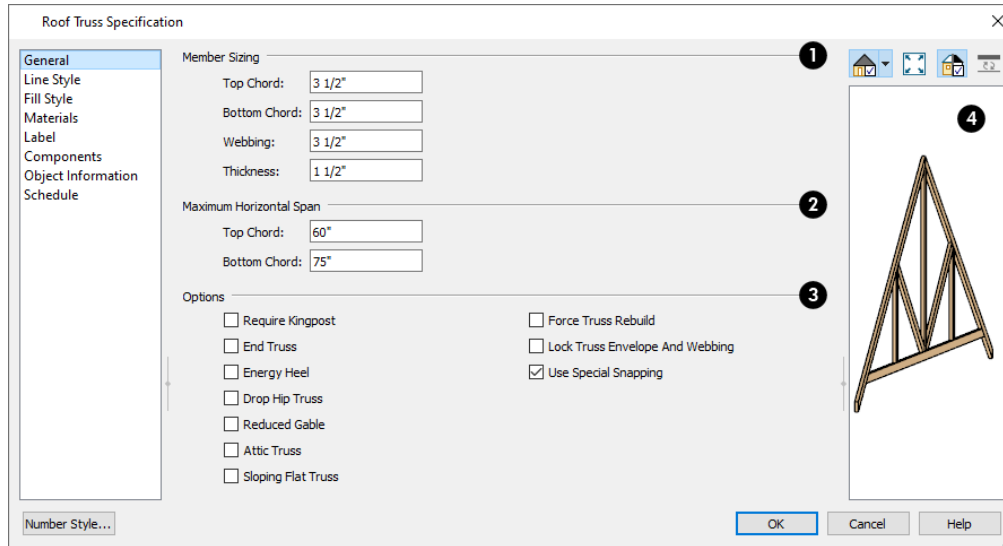 Roof Truss Specification
General
Line Style
Fill Style
Materials
Label
Components
Object Information
Schedule
Member Sizing
1
Top Chord: 3 1/2"
Bottom Chord: 3 1/2"
Webbing: 3 1/2"
Thickness: 1 1/2"
Maximum Horizontal Span
2
Top Chord: 60"
Bottom Chord: 75"
Options
3
Require Kingpost
End Truss
Energy Heel
Drop Hip Truss
Reduced Gable
Attic Truss
Sloping Flat Truss
Force Truss Rebuild
Lock Truss Envelope And Webbing
Use Special Snapping
4
Number Style...
OK
Cancel
Help